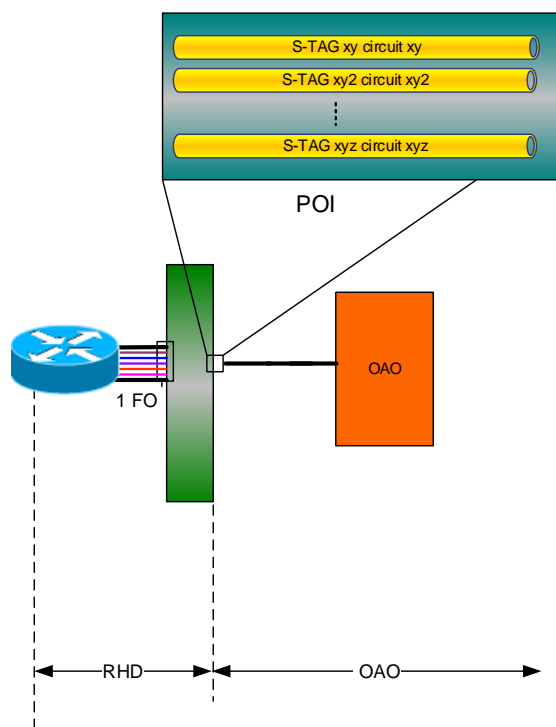 S-TAG xy circuit xy
S-TAG xy2 circuit xy2
S-TAG xyz circuit xyz
POI
OAO
1 FO
RHD
OAO